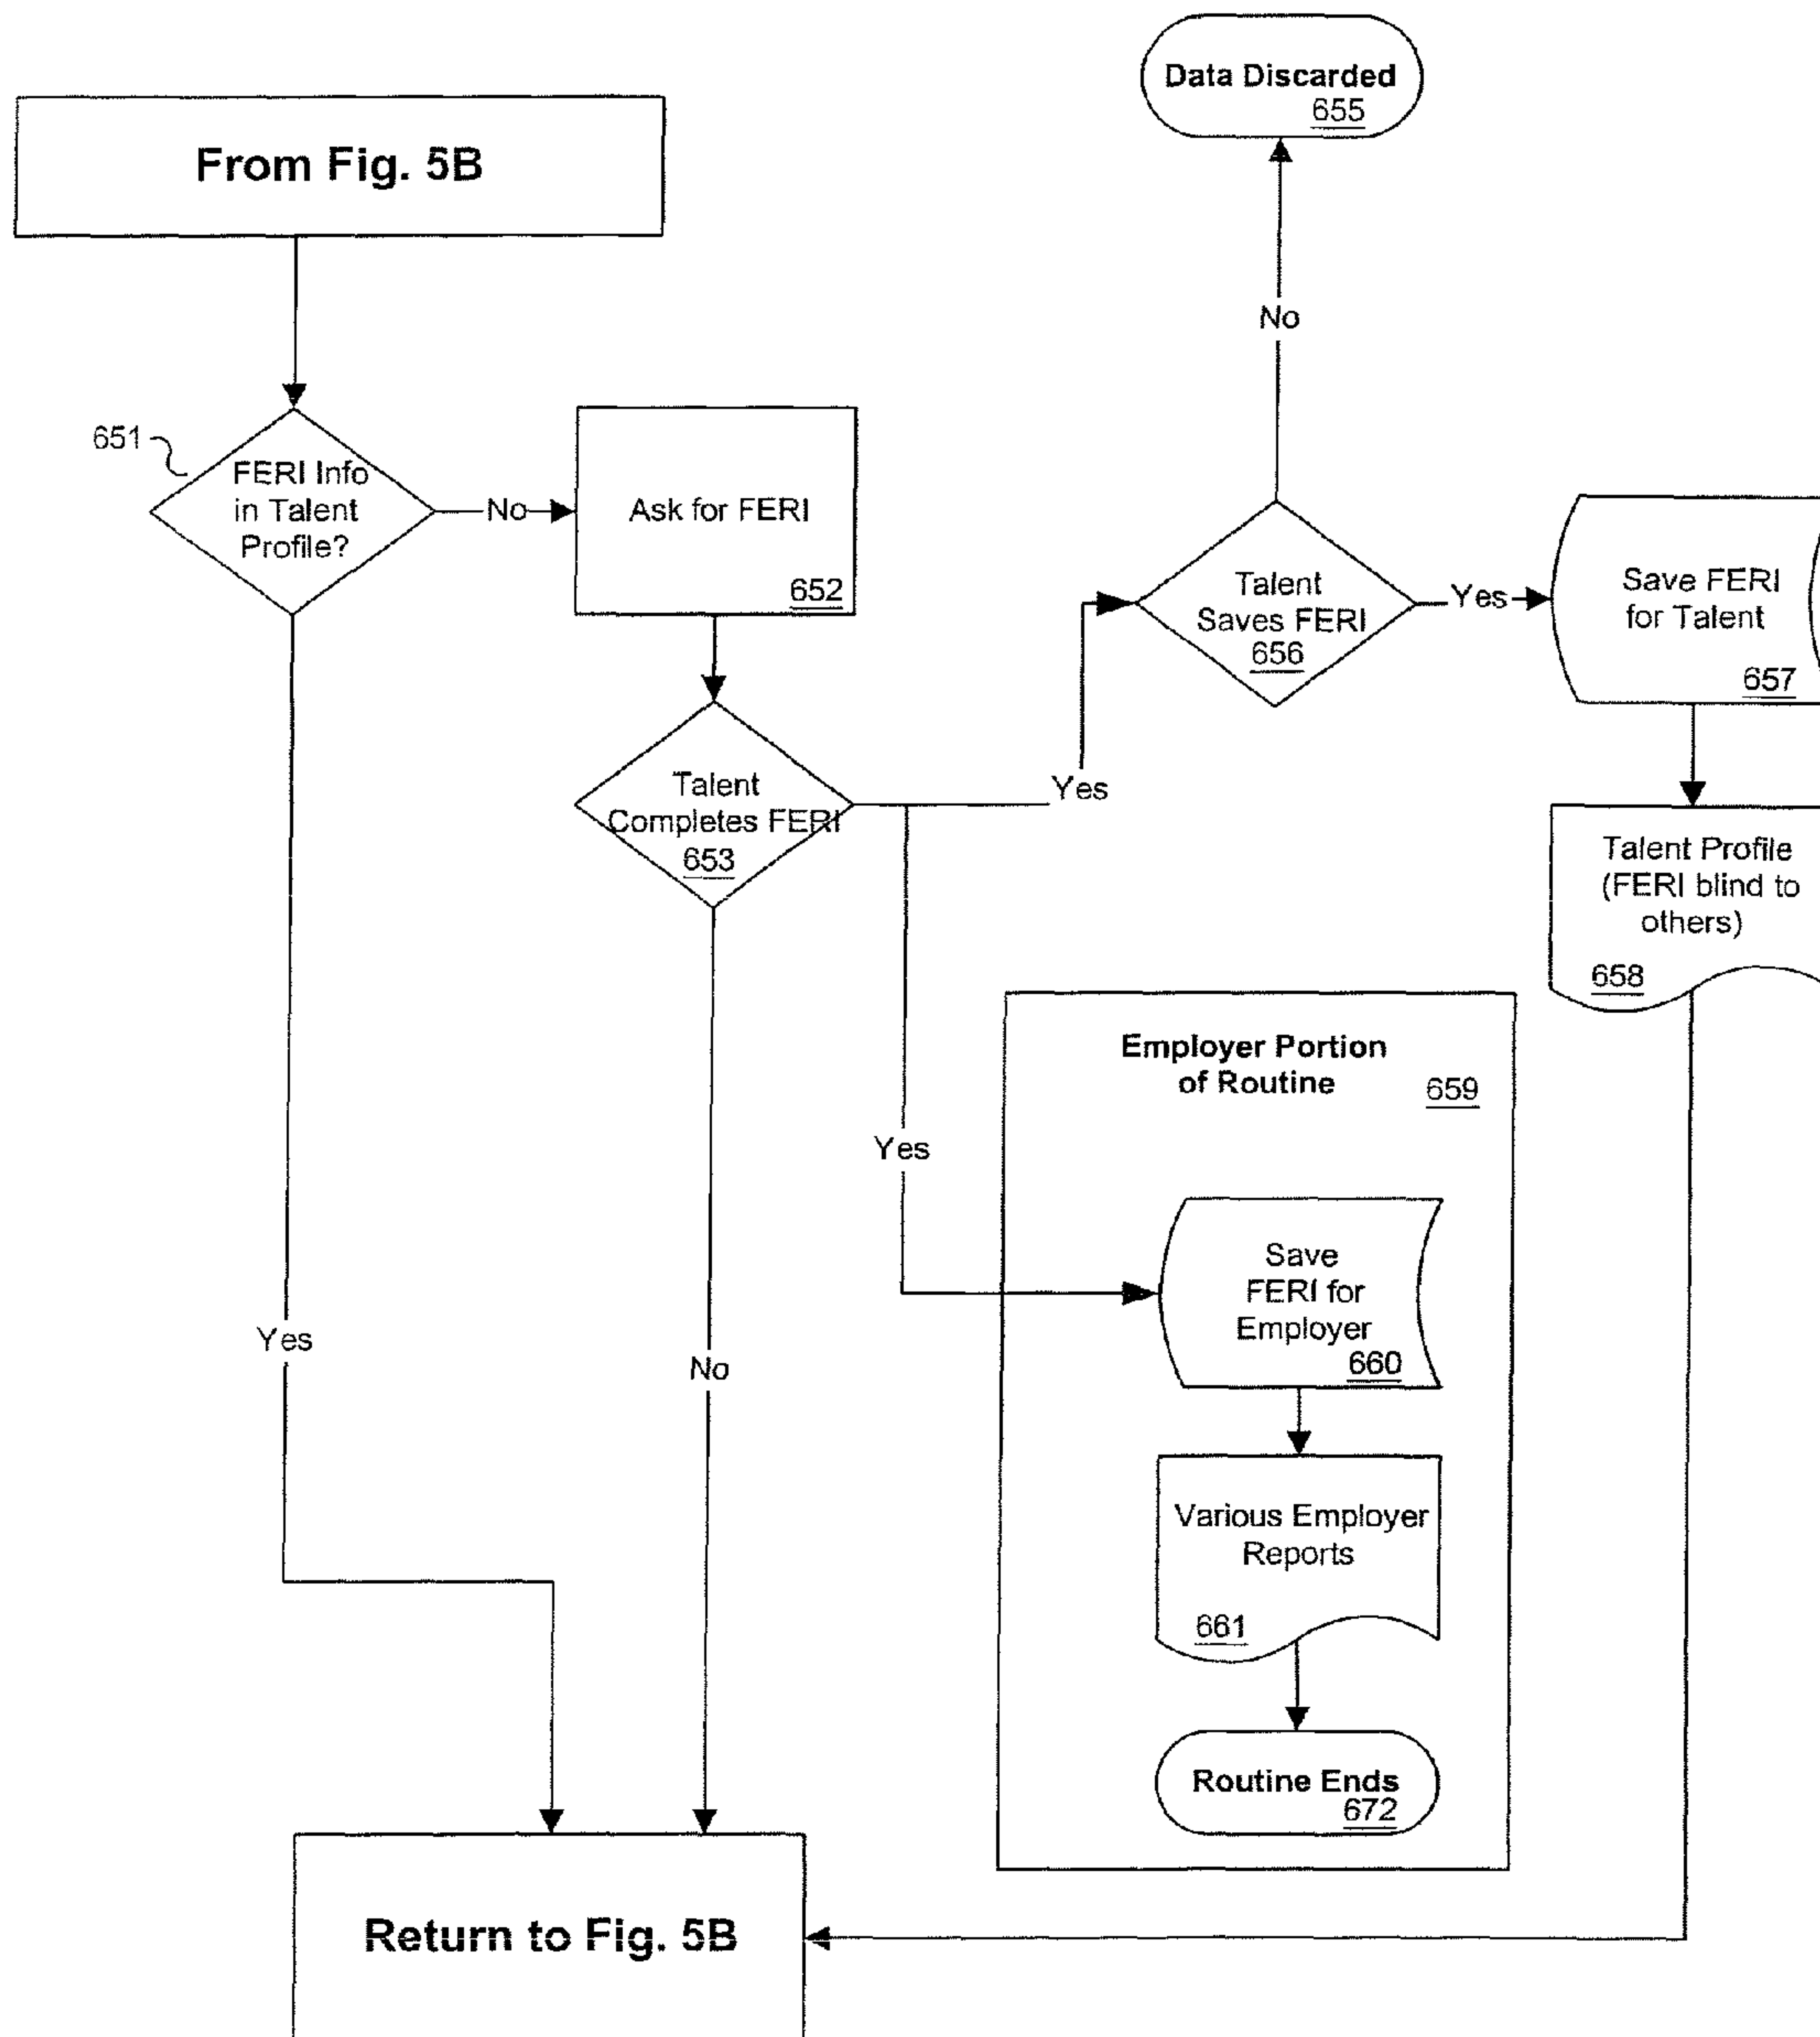 Data Discarded
655
From Fig. 5B
No
651
FERI Info
in Talent
Profile?
No
Ask for FERI
652
Talent
Saves FERI
656
Yes
Save FERI
for Talent
657
Talent
Completes FERI
653
Yes
Talent Profile
(FERI blind to
others)
658
Employer Portion
of Routine
659
Yes
Save
FERI for
Employer
660
Yes
No
Various Employer
Reports
661
Routine Ends
672
Return to Fig. 5B